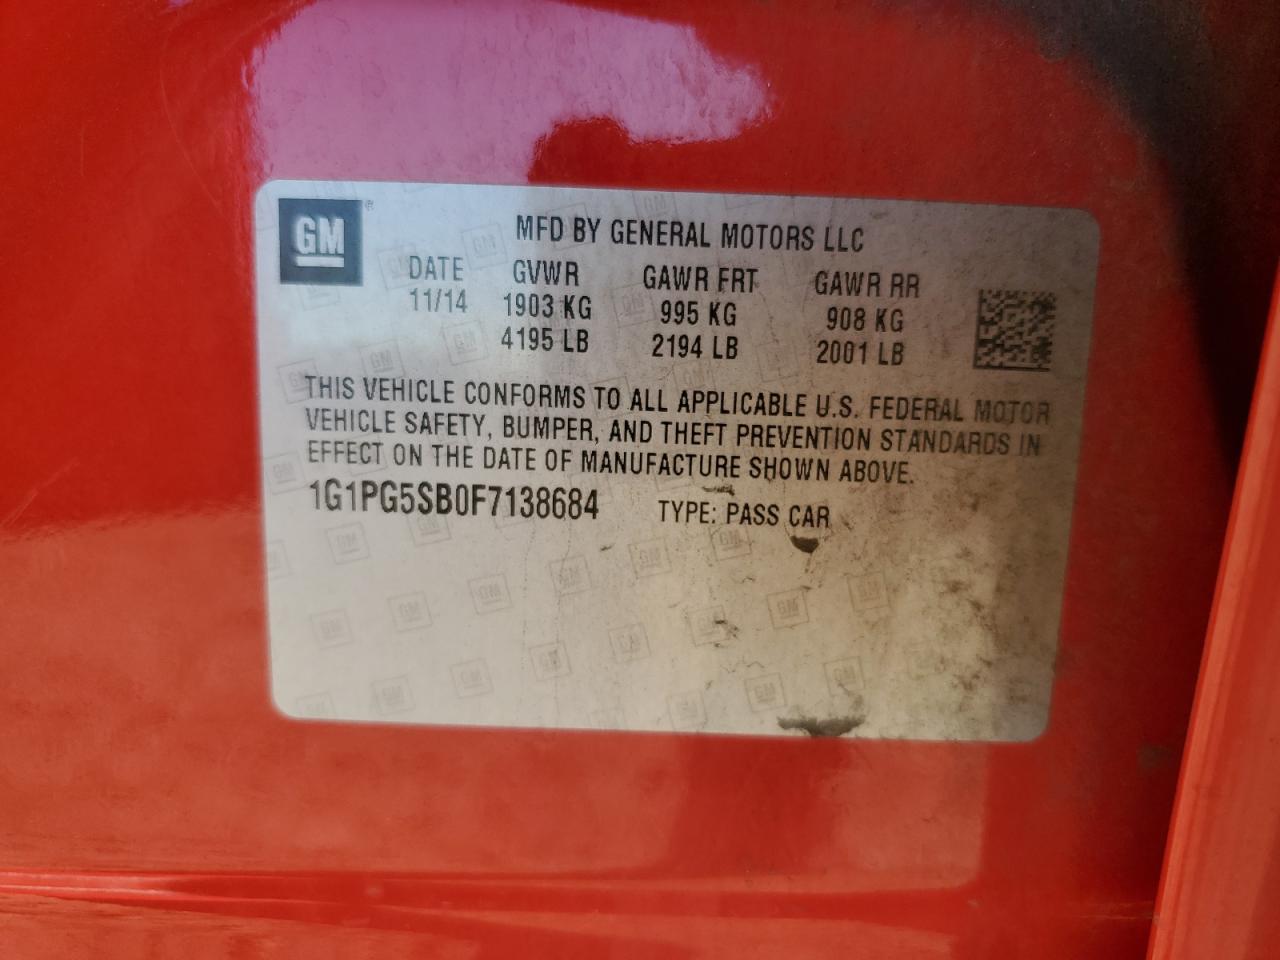 GM ®
MFD BY GENERAL MOTORS LLC
DATE GVWR GAWR FRT GAWR RR
11/14 1903 KG 995 KG 908 KG
4195 LB 2194 LB 2001 LB
THIS VEHICLE CONFORMS TO ALL APPLICABLE U.S. FEDERAL MOTOR
VEHICLE SAFETY, BUMPER, AND THEFT PREVENTION STANDARDS IN
EFFECT ON THE DATE OF MANUFACTURE SHOWN ABOVE.
1G1PG5SB0F7138684 TYPE: PASS CAR